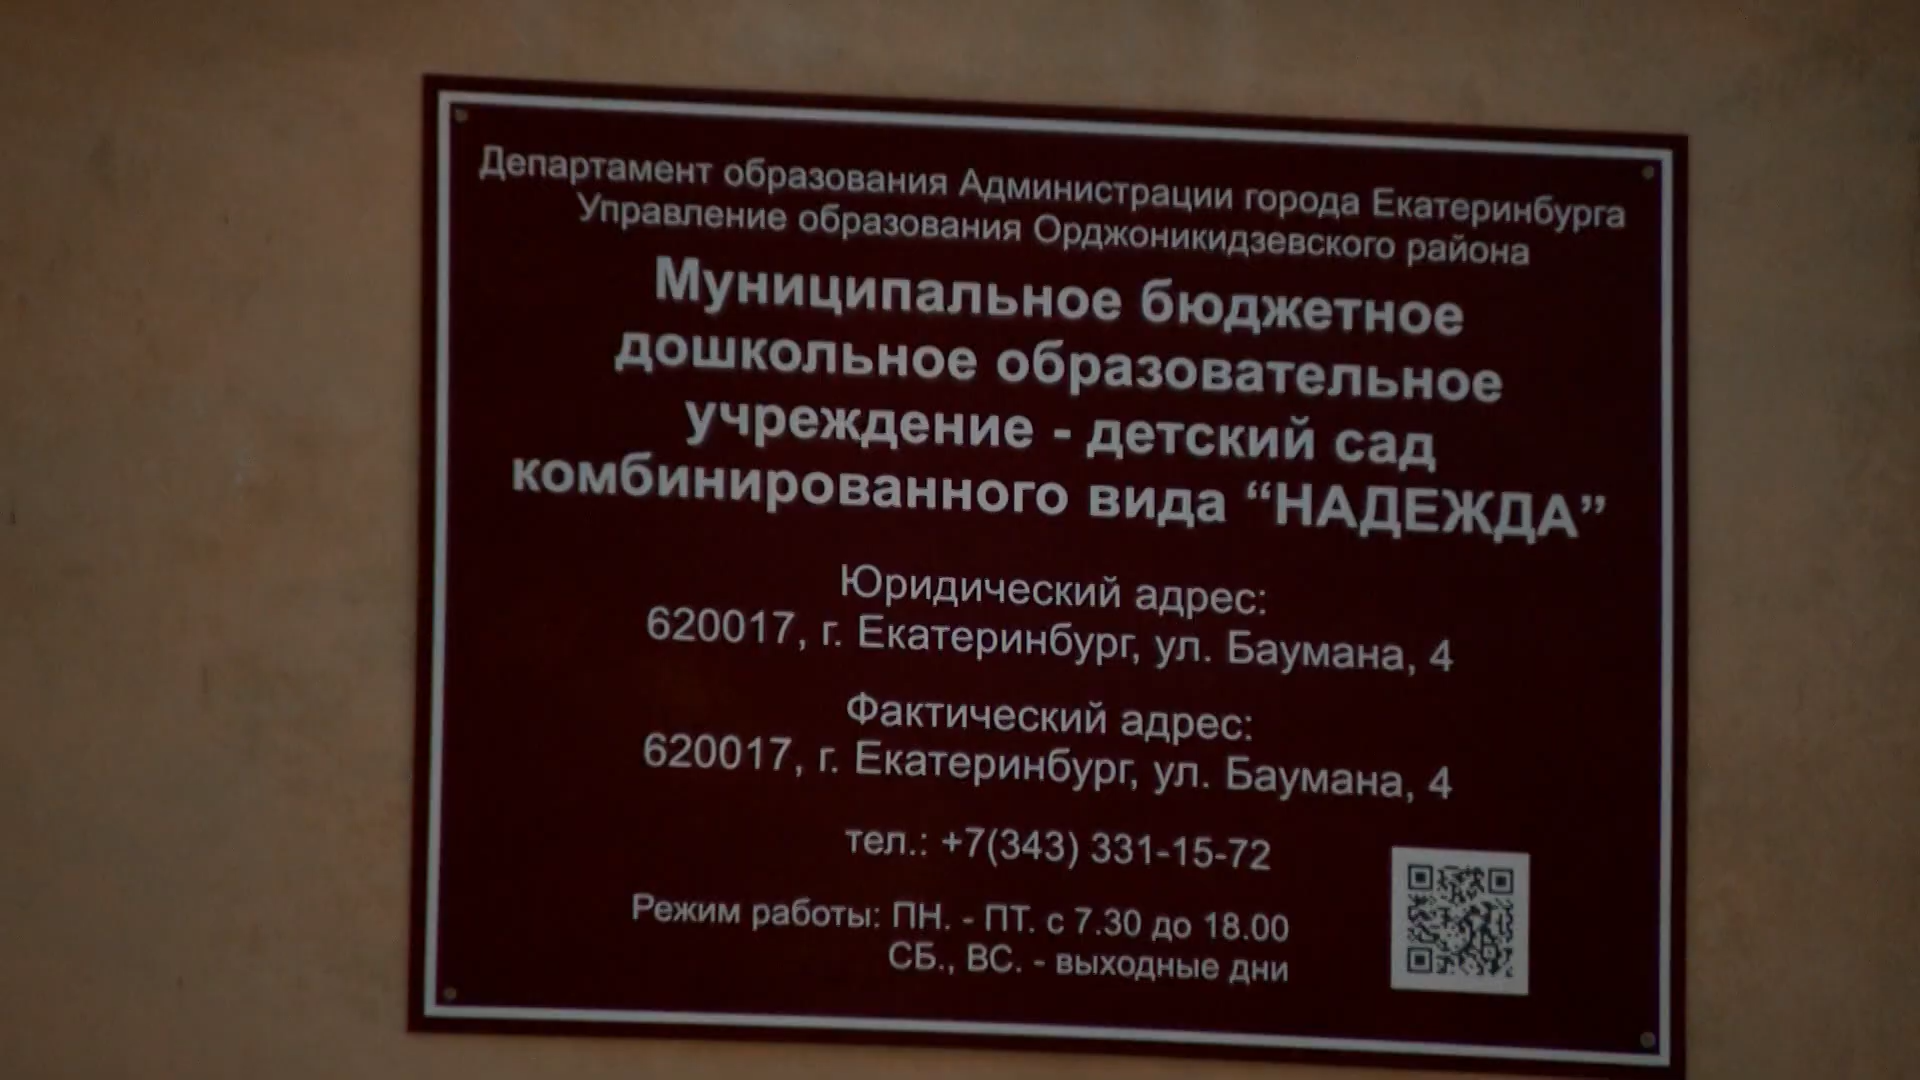 Департамент образования Администрации города Екатеринбурга
Управление образования Орджоникидзевского района
Муниципальное бюджетное
дошкольное образовательное
учреждение - детский сад
комбинированного вида “НАДЕЖДА”
Юридический адрес:
620017, г. Екатеринбург, ул. Баумана, 4
Фактический адрес:
620017, г. Екатеринбург, ул. Баумана, 4
тел.: +7(343) 331-15-72
Режим работы: ПН. - ПТ. с 7.30 до 18.00
СБ., ВС. - выходные дни